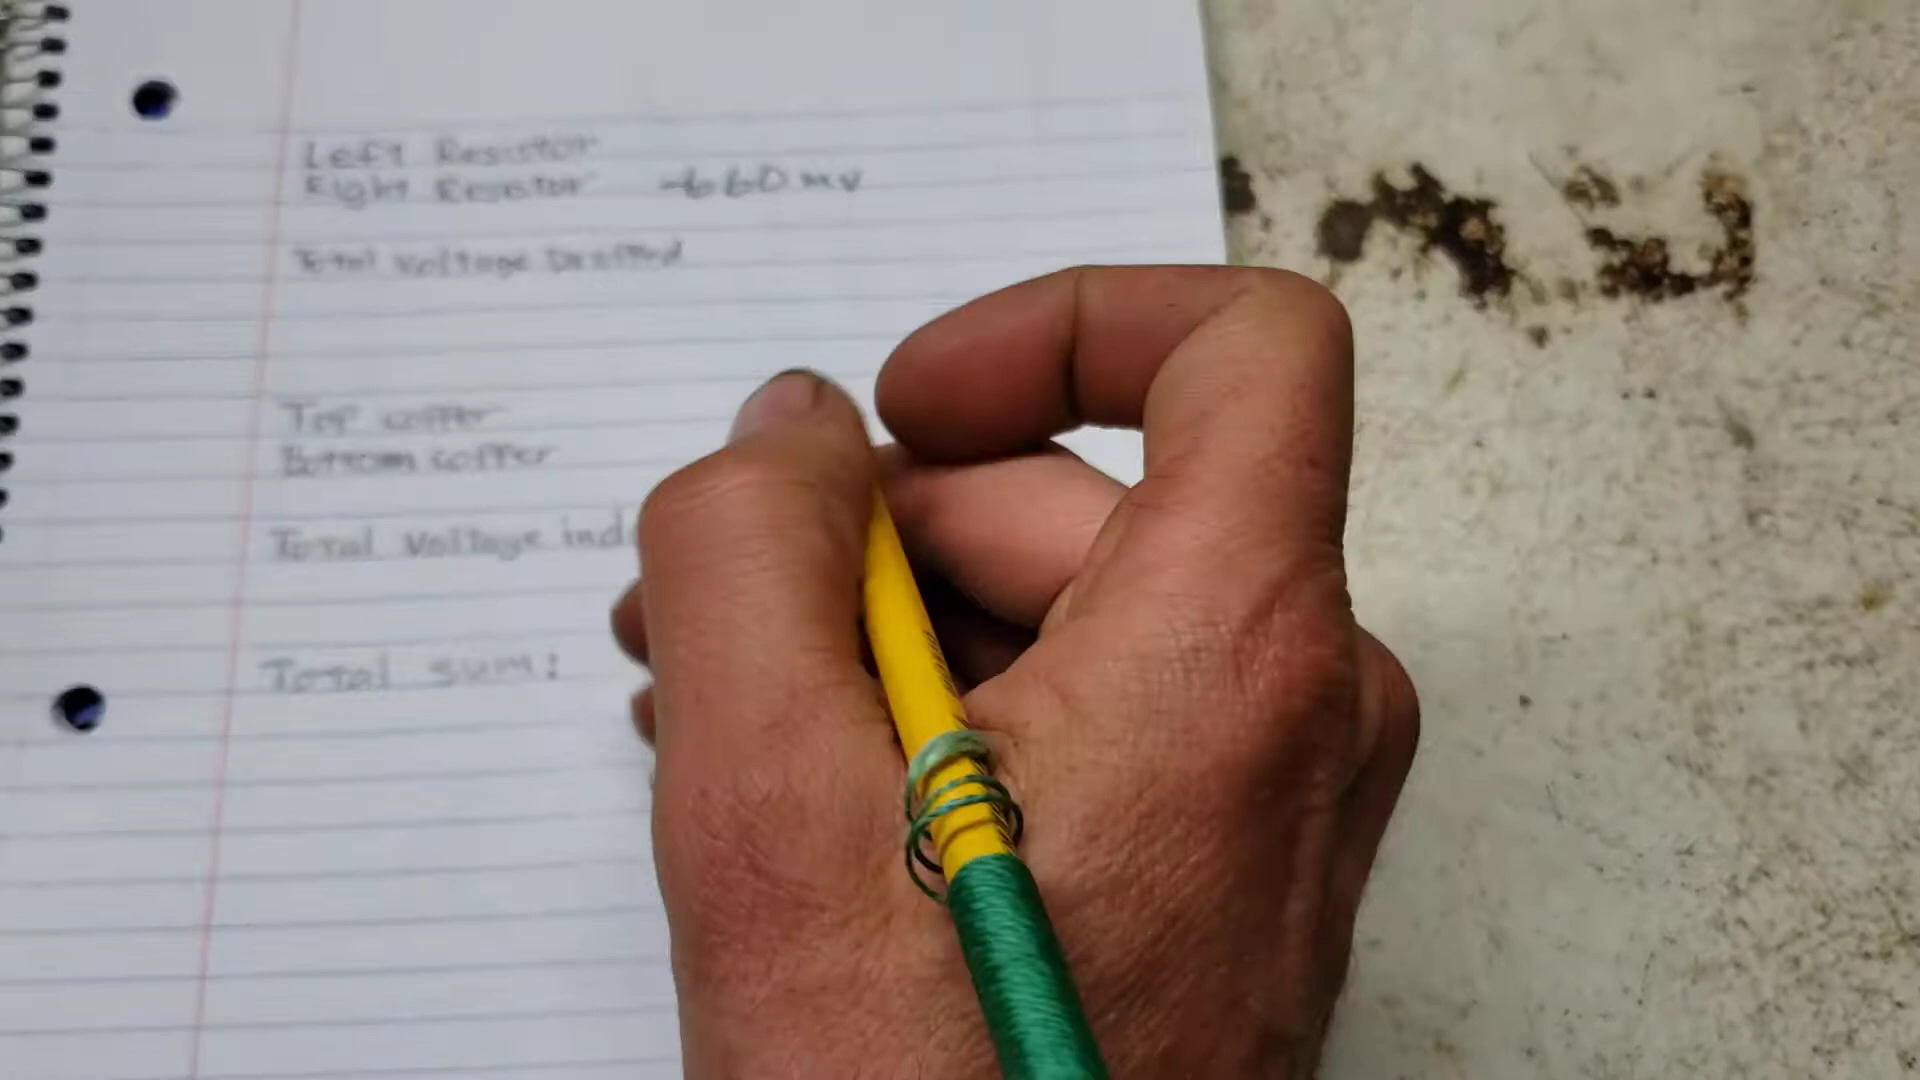 Left Resistor
Right Resistor -660 mv
Total Voltage Dropped
Top copper
Bottom copper
Total Voltage ind
Total sum: